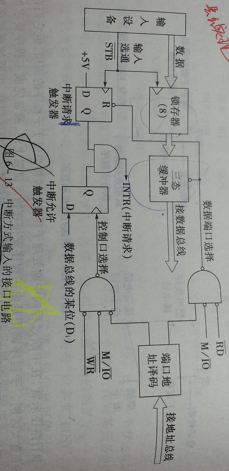 输入设备
数据
输入
选通
STB
+5V
锁存器
(8)
R
D Q
中断请求
触发器
三态
缓冲器
接数据总线
数据端口选择
RD
M/IO
INTR(中断请求)
Q
D
中断允许
触发器
控制口选择
数据总线的某位(Di)
M/IO
WR
端口地
址译码
接地址总线
图6-13 中断方式输入的接口电路